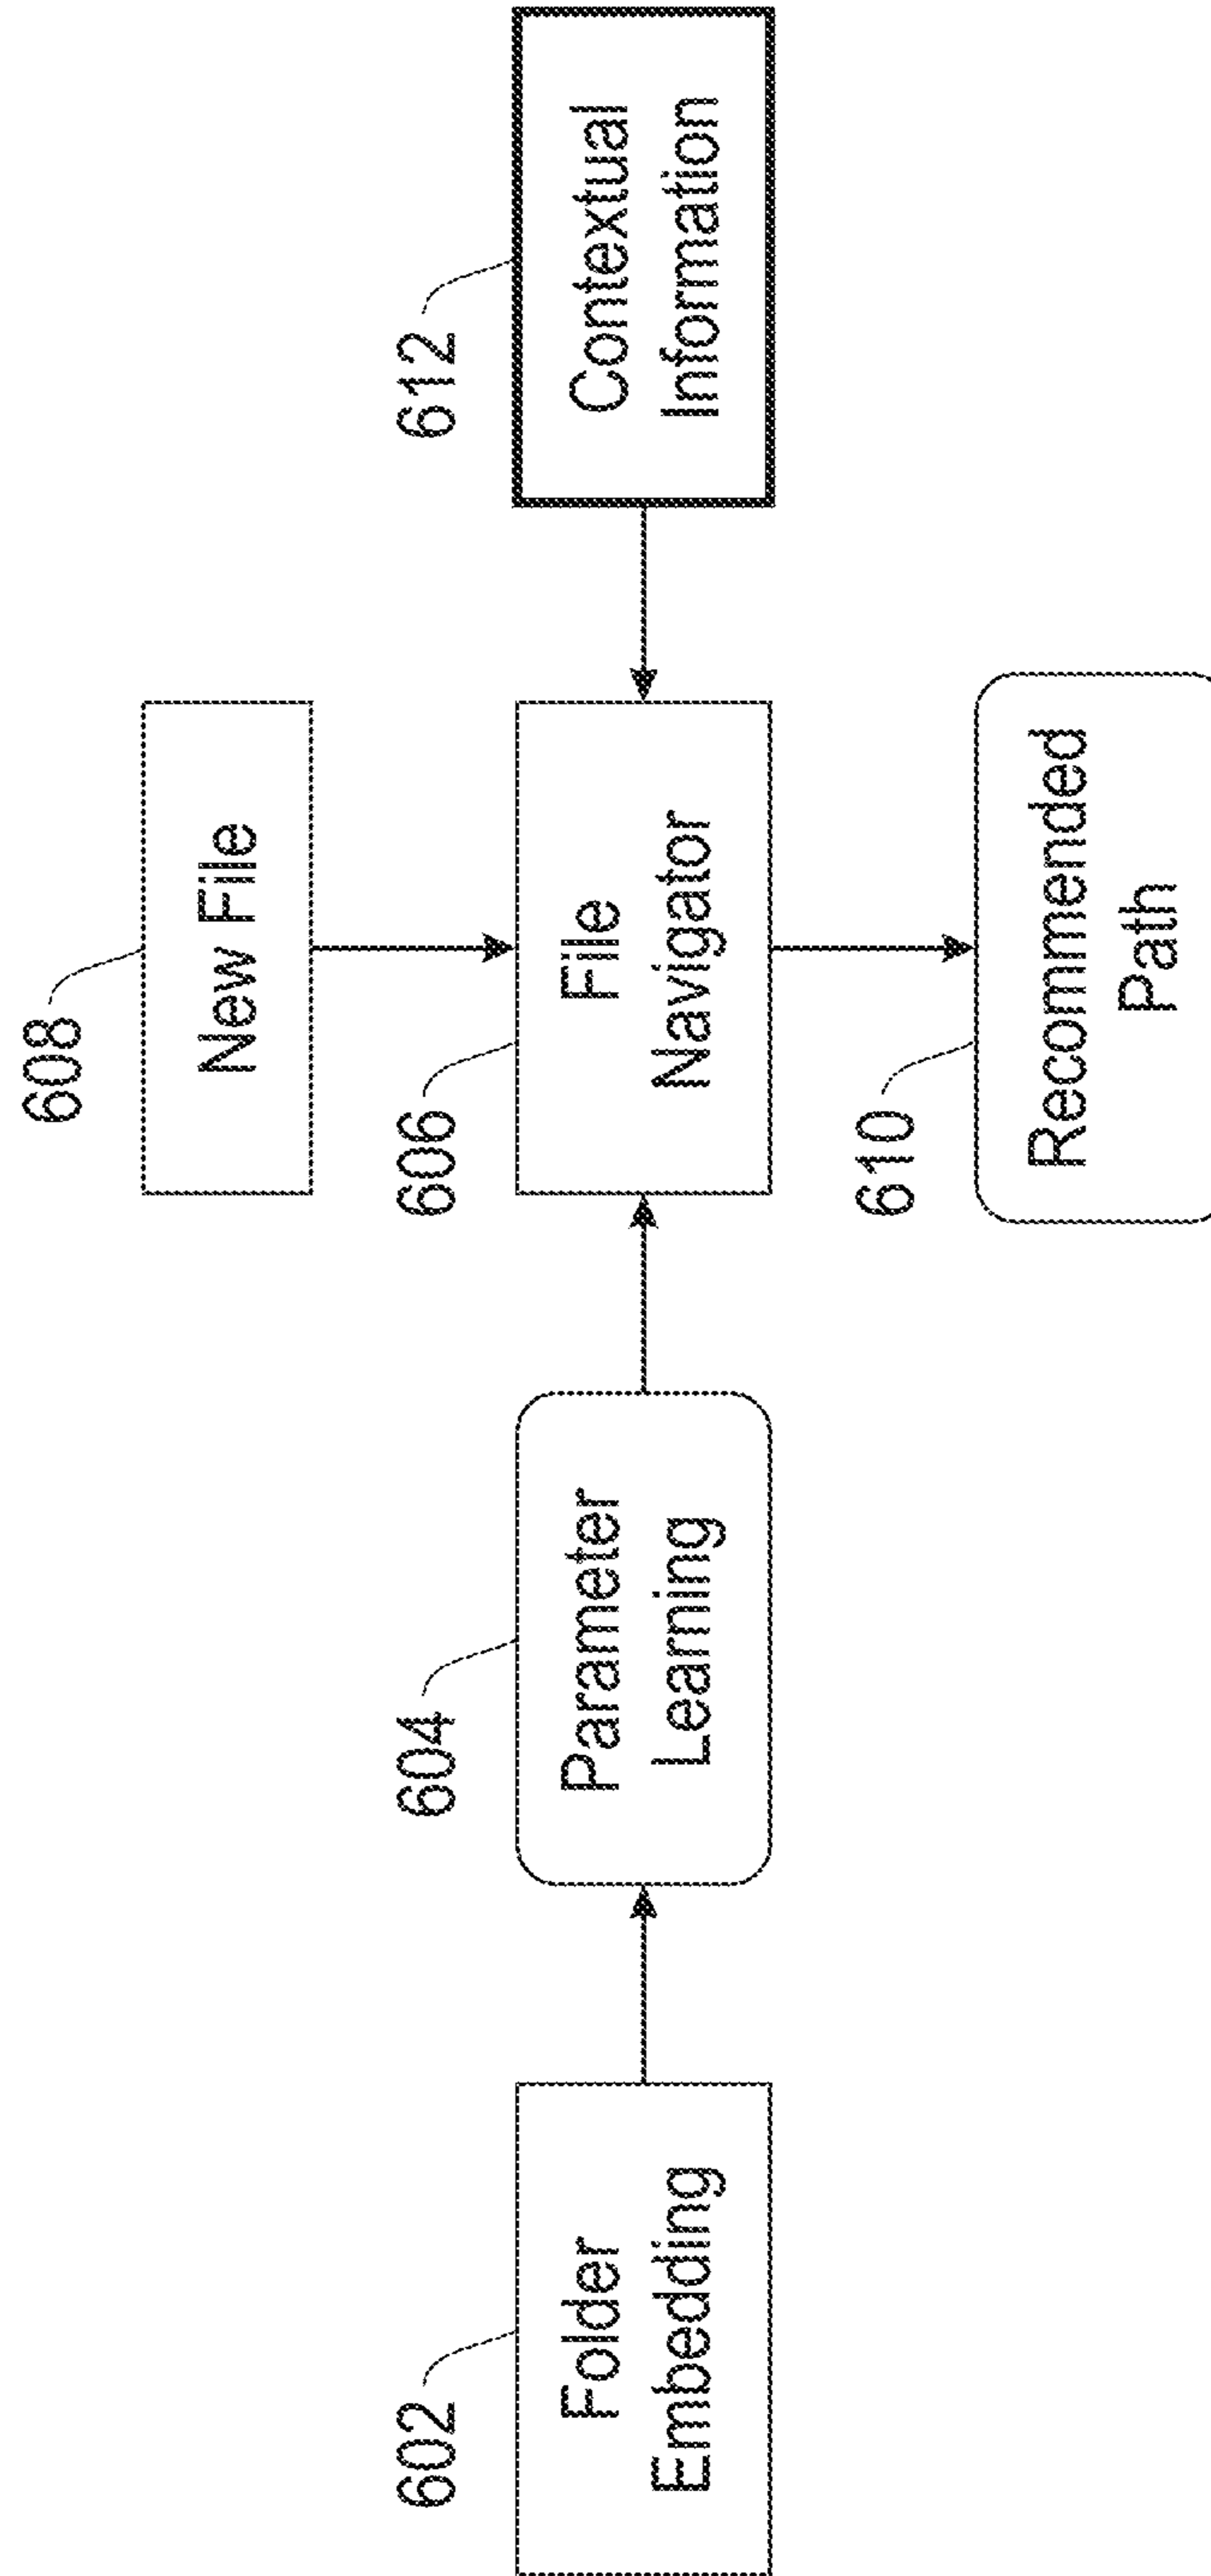 608
New File
602
Folder
Embedding
604
Parameter
Learning
606
File
Navigator
612
Contextual
Information
610
Recommended
Path